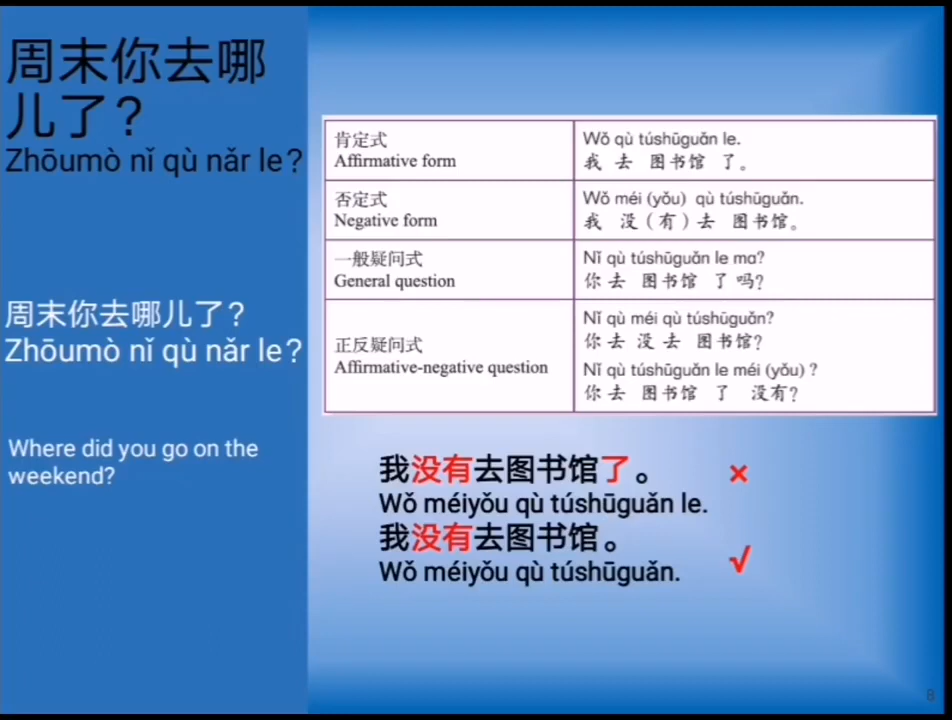 周末你去哪
儿了？
Zhōumò nǐ qù nǎr le？
周末你去哪儿了？
Zhōumò nǐ qù nǎr le？
Where did you go on the
weekend?
肯定式
Affirmative form
Wǒ qù túshūguǎn le.
我 去 图书馆 了。
否定式
Negative form
Wǒ méi (yǒu) qù túshūguǎn.
我 没（有）去 图书馆。
一般疑问式
General question
Nǐ qù túshūguǎn le ma?
你 去 图书馆 了 吗?
正反疑问式
Affirmative-negative question
Nǐ qù méi qù túshūguǎn?
你 去 没 去 图书馆?
Nǐ qù túshūguǎn le méi (yǒu) ?
你 去 图书馆 了 没有?
我没有去图书馆了。 ×
Wǒ méiyǒu qù túshūguǎn le.
我没有去图书馆。
Wǒ méiyǒu qù túshūguǎn. √
8